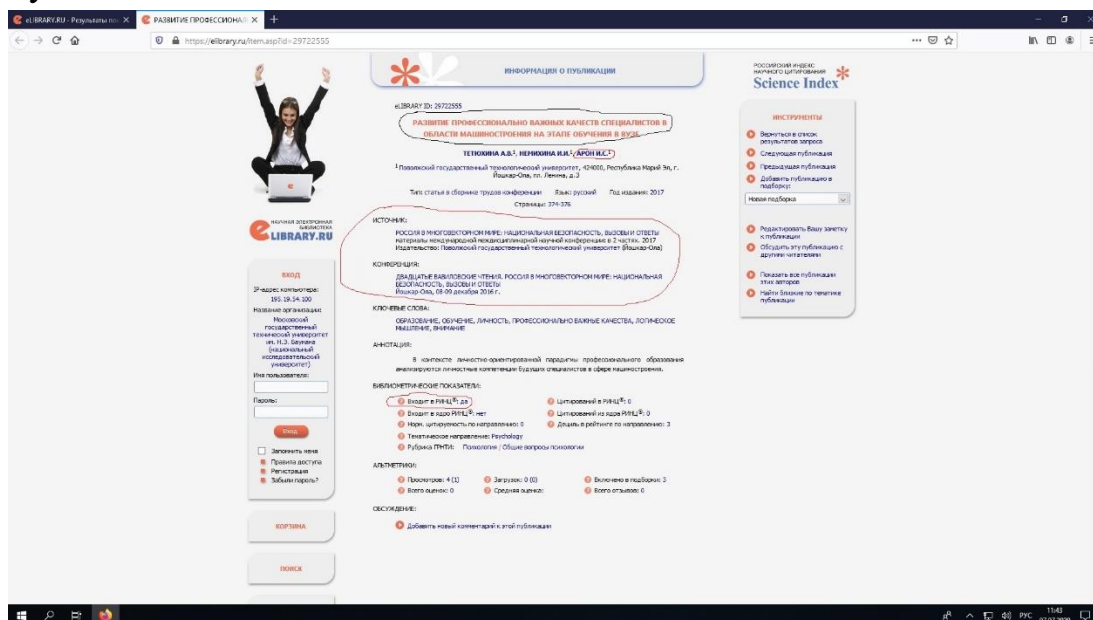 eLIBRARY.RU - Результаты пои
РАЗВИТИЕ ПРОФЕССИОНАЛ
https://elibrary.ru/item.asp?id=29722555
НАУЧНАЯ ЭЛЕКТРОННАЯ
БИБЛИОТЕКА
LIBRARY.RU
ВХОД
IP-адрес компьютера:
195.19.54.100
Название организации:
Московский
государственный
технический университет
им. Н.Э. Баумана
(национальный
исследовательский
университет)
Имя пользователя:
Пароль:
Вход
Запомнить меня
Правила доступа
Регистрация
Забыли пароль?
КОРЗИНА
ПОИСК
ИНФОРМАЦИЯ О ПУБЛИКАЦИИ
eLIBRARY ID: 29722555
РАЗВИТИЕ ПРОФЕССИОНАЛЬНО ВАЖНЫХ КАЧЕСТВ СПЕЦИАЛИСТОВ В
ОБЛАСТИ МАШИНОСТРОЕНИЯ НА ЭТАПЕ ОБУЧЕНИЯ В ВУЗЕ
ТЕТЮХИНА А.В.¹, НЕМИХИНА И.И.¹, АРОН И.С.¹
¹ Поволжский государственный технологический университет, 424000, Республика Марий Эл, г.
Йошкар-Ола, пл. Ленина, д.3
Тип: статья в сборнике трудов конференции Язык: русский Год издания: 2017
Страницы: 374-376
ИСТОЧНИК:
РОССИЯ В МНОГОВЕКТОРНОМ МИРЕ: НАЦИОНАЛЬНАЯ БЕЗОПАСНОСТЬ, ВЫЗОВЫ И ОТВЕТЫ
материалы международной междисциплинарной научной конференции в 2 частях. 2017
Издательство: Поволжский государственный технологический университет (Йошкар-Ола)
КОНФЕРЕНЦИЯ:
ДВАДЦАТЫЕ ВАВИЛОВСКИЕ ЧТЕНИЯ. РОССИЯ В МНОГОВЕКТОРНОМ МИРЕ: НАЦИОНАЛЬНАЯ
БЕЗОПАСНОСТЬ, ВЫЗОВЫ И ОТВЕТЫ
Йошкар-Ола, 08-09 декабря 2016 г.
КЛЮЧЕВЫЕ СЛОВА:
ОБРАЗОВАНИЕ, ОБУЧЕНИЕ, ЛИЧНОСТЬ, ПРОФЕССИОНАЛЬНО ВАЖНЫЕ КАЧЕСТВА, ЛОГИЧЕСКОЕ
МЫШЛЕНИЕ, ВНИМАНИЕ
АННОТАЦИЯ:
В контексте личностно-ориентированной парадигмы профессионального образования
анализируются личностные компетенции будущих специалистов в сфере машиностроения.
БИБЛИОМЕТРИЧЕСКИЕ ПОКАЗАТЕЛИ:
Входит в РИНЦ®: да Цитирований в РИНЦ®: 0
Входит в ядро РИНЦ®: нет Цитирований из ядра РИНЦ®: 0
Норм. цитируемость по направлению: 0 Дециль в рейтинге по направлению: 3
Тематическое направление: Psychology
Рубрика ГРНТИ: Психология / Общие вопросы психологии
АЛЬТМЕТРИКИ:
Просмотров: 4 (1) Загрузок: 0 (0) Включено в подборки: 3
Всего оценок: 0 Средняя оценка: Всего отзывов: 0
ОБСУЖДЕНИЕ:
Добавить новый комментарий к этой публикации
РОССИЙСКИЙ ИНДЕКС
НАУЧНОГО ЦИТИРОВАНИЯ
Science Index
ИНСТРУМЕНТЫ
Вернуться в список
результатов запроса
Следующая публикация
Предыдущая публикация
Добавить публикацию в
подборку:
Новая подборка
Редактировать Вашу заметку
к публикации
Обсудить эту публикацию с
другими читателями
Показать все публикации
этих авторов
Найти близкие по тематике
публикации
РУС
11:43